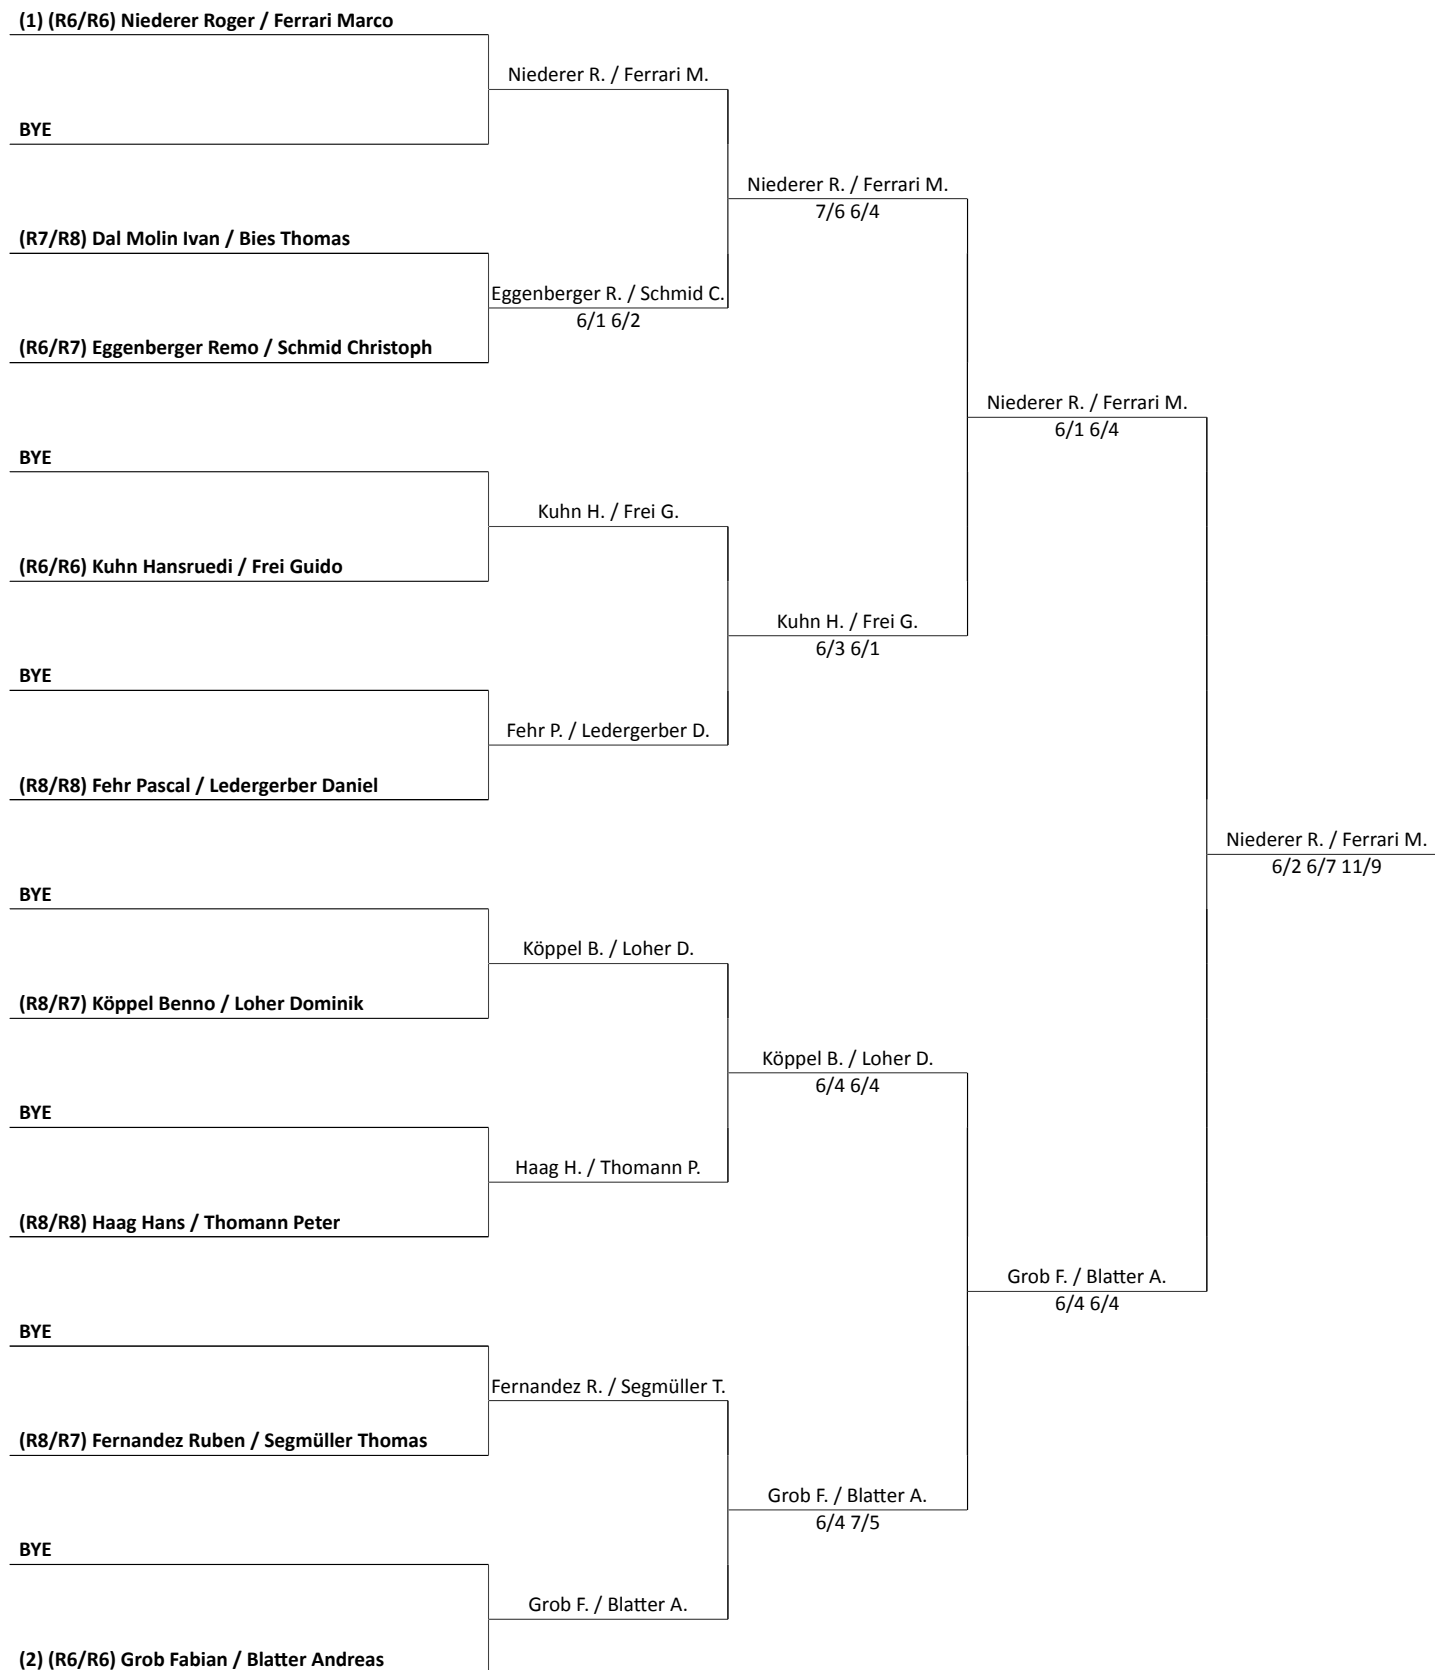 (1) (R6/R6) Niederer Roger / Ferrari Marco
Niederer R. / Ferrari M.
BYE
Niederer R. / Ferrari M.
7/6 6/4
(R7/R8) Dal Molin Ivan / Bies Thomas
Eggenberger R. / Schmid C.
6/1 6/2
(R6/R7) Eggenberger Remo / Schmid Christoph
Niederer R. / Ferrari M.
6/1 6/4
BYE
Kuhn H. / Frei G.
(R6/R6) Kuhn Hansruedi / Frei Guido
Kuhn H. / Frei G.
6/3 6/1
BYE
Fehr P. / Ledergerber D.
(R8/R8) Fehr Pascal / Ledergerber Daniel
Niederer R. / Ferrari M.
6/2 6/7 11/9
BYE
Köppel B. / Loher D.
(R8/R7) Köppel Benno / Loher Dominik
Köppel B. / Loher D.
6/4 6/4
BYE
Haag H. / Thomann P.
(R8/R8) Haag Hans / Thomann Peter
Grob F. / Blatter A.
6/4 6/4
BYE
Fernandez R. / Segmüller T.
(R8/R7) Fernandez Ruben / Segmüller Thomas
Grob F. / Blatter A.
6/4 7/5
BYE
Grob F. / Blatter A.
(2) (R6/R6) Grob Fabian / Blatter Andreas